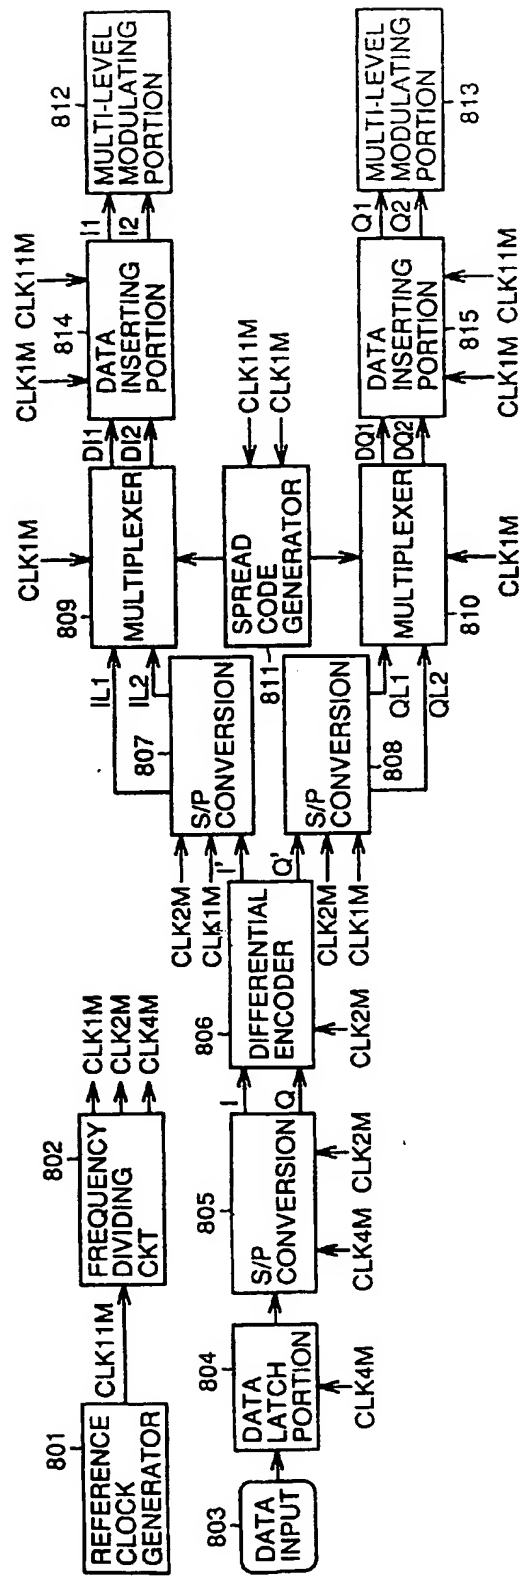 801
REFERENCE
CLOCK
GENERATOR
CLK11M
802
FREQUENCY
DIVIDING
CKT
CLK1M
CLK2M
CLK4M
803
DATA
INPUT
804
DATA
LATCH
PORTION
CLK4M
805
S/P
CONVERSION
CLK4M
CLK2M
I
Q
806
DIFFERENTIAL
ENCODER
CLK2M
I'
Q'
CLK2M
CLK1M
807
S/P
CONVERSION
IL1
IL2
CLK2M
CLK1M
808
S/P
CONVERSION
QL1
QL2
809
MULTIPLEXER
CLK1M
DI1
DI2
811
SPREAD
CODE
GENERATOR
CLK11M
CLK1M
810
MULTIPLEXER
CLK1M
DQ1
DQ2
814
DATA
INSERTING
PORTION
CLK1M
CLK11M
I1
I2
815
DATA
INSERTING
PORTION
CLK1M
CLK11M
Q1
Q2
812
MULTI-LEVEL
MODULATING
PORTION
813
MULTI-LEVEL
MODULATING
PORTION